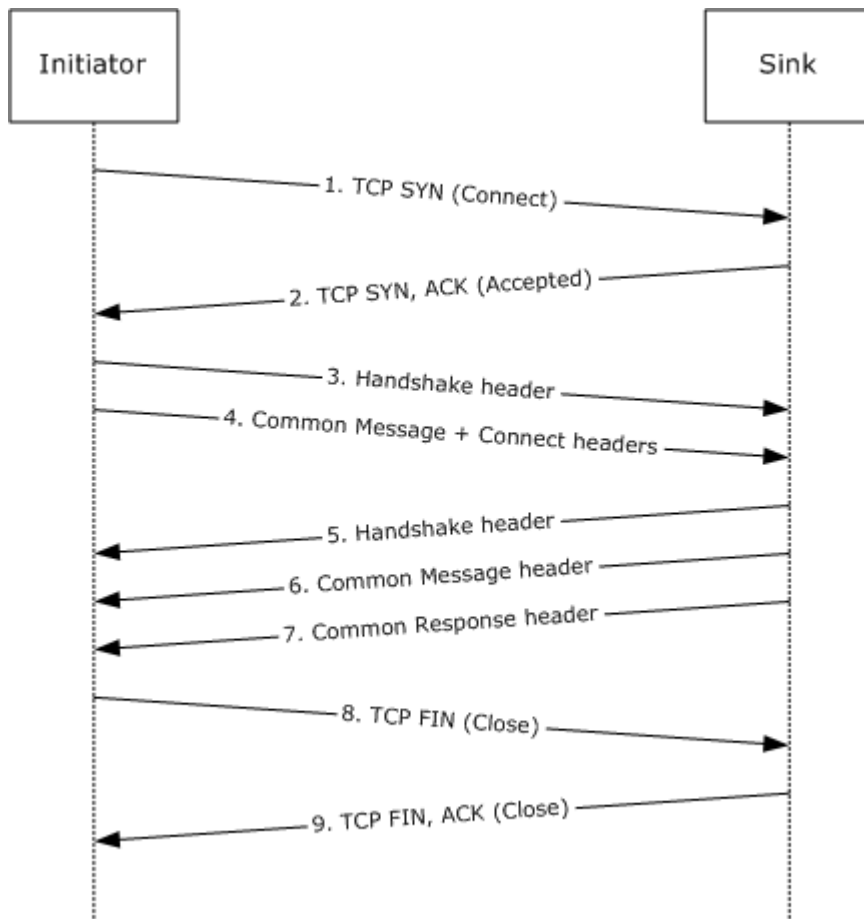 Initiator
Sink
1. TCP SYN (Connect)
2. TCP SYN, ACK (Accepted)
3. Handshake header
4. Common Message + Connect headers
5. Handshake header
6. Common Message header
7. Common Response header
8. TCP FIN (Close)
9. TCP FIN, ACK (Close)